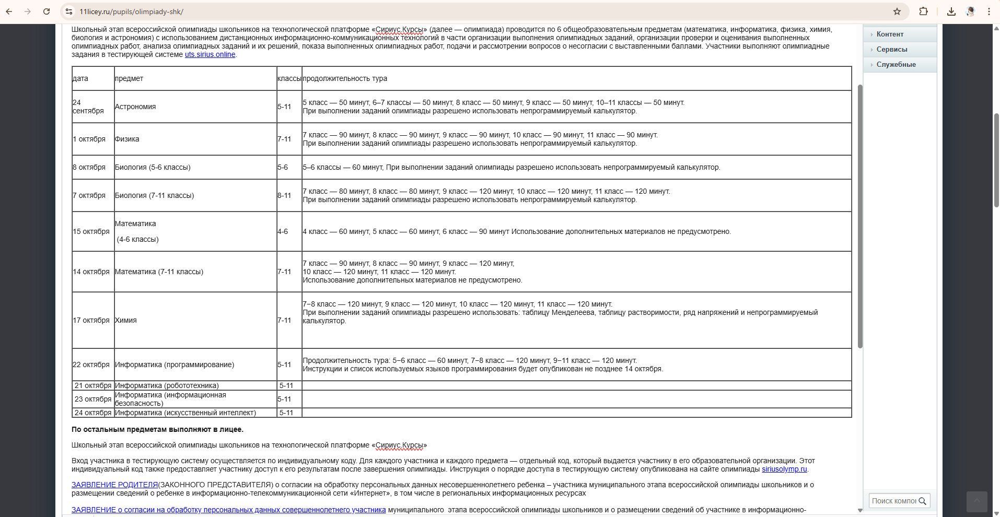 11licey.ru/pupils/olimpiady-shk/
Школьный этап всероссийской олимпиады школьников на технологической платформе «Сириус.Курсы» (далее — олимпиада) проводится по 6 общеобразовательным предметам (математика, информатика, физика, химия,
биология и астрономия) с использованием дистанционных информационно-коммуникационных технологий в части организации выполнения олимпиадных заданий, организации проверки и оценивания выполненных
олимпиадных работ, анализа олимпиадных заданий и их решений, показа выполненных олимпиадных работ, подачи и рассмотрении вопросов о несогласии с выставленными баллами. Участники выполняют олимпиадные
задания в тестирующей системе uts.sirius.online.
дата предмет классы продолжительность тура
24
сентября
Астрономия
5-11
5 класс — 50 минут, 6–7 классы — 50 минут, 8 класс — 50 минут, 9 класс — 50 минут, 10–11 классы — 50 минут.
При выполнении заданий олимпиады разрешено использовать непрограммируемый калькулятор.
1 октября
Физика
7-11
7 класс — 90 минут, 8 класс — 90 минут, 9 класс — 90 минут, 10 класс — 90 минут, 11 класс — 90 минут.
При выполнении заданий олимпиады разрешено использовать непрограммируемый калькулятор.
8 октября
Биология (5-6 классы)
5-6
5–6 классы — 60 минут, При выполнении заданий олимпиады разрешено использовать непрограммируемый калькулятор.
7 октября
Биология (7-11 классы)
8-11
7 класс — 80 минут, 8 класс — 80 минут, 9 класс — 120 минут, 10 класс — 120 минут, 11 класс — 120 минут.
При выполнении заданий олимпиады разрешено использовать непрограммируемый калькулятор.
15 октября
Математика
(4-6 классы)
4-6
4 класс — 60 минут, 5 класс — 60 минут, 6 класс — 90 минут Использование дополнительных материалов не предусмотрено.
14 октября
Математика (7-11 классы)
7-11
7 класс — 90 минут, 8 класс — 90 минут, 9 класс — 120 минут,
10 класс — 120 минут, 11 класс — 120 минут.
Использование дополнительных материалов не предусмотрено.
17 октября
Химия
7-11
7−8 класс — 120 минут, 9 класс — 120 минут, 10 класс — 120 минут, 11 класс — 120 минут.
При выполнении заданий олимпиады разрешено использовать: таблицу Менделеева, таблицу растворимости, ряд напряжений и непрограммируемый
калькулятор.
22 октября
Информатика (программирование)
5-11
Продолжительность тура: 5−6 класс — 60 минут, 7−8 класс — 120 минут, 9−11 класс — 120 минут.
Инструкции и список используемых языков программирования будет опубликован не позднее 14 октября.
21 октября Информатика (робототехника) 5-11
23 октября
Информатика (информационная
безопасность)
5-11
24 октября Информатика (искусственный интеллект) 5-11
По остальным предметам выполняют в лицее.
Школьный этап всероссийской олимпиады школьников на технологической платформе «Сириус.Курсы»
Вход участника в тестирующую систему осуществляется по индивидуальному коду. Для каждого участника и каждого предмета — отдельный код, который выдается участнику в его образовательной организации. Этот
индивидуальный код также предоставляет участнику доступ к его результатам после завершения олимпиады. Инструкция о порядке доступа в тестирующую систему опубликована на сайте олимпиады siriusolymp.ru.
ЗАЯВЛЕНИЕ РОДИТЕЛЯ(ЗАКОННОГО ПРЕДСТАВИТЕЛЯ) о согласии на обработку персональных данных несовершеннолетнего ребенка – участника муниципального этапа всероссийской олимпиады школьников и о
размещении сведений о ребенке в информационно-телекоммуникационной сети «Интернет», в том числе в региональных информационных ресурсах
ЗАЯВЛЕНИЕ о согласии на обработку персональных данных совершеннолетнего участника муниципального этапа всероссийской олимпиады школьников и о размещении сведений об участнике в информационно-
Контент
Сервисы
Служебные
Поиск компон